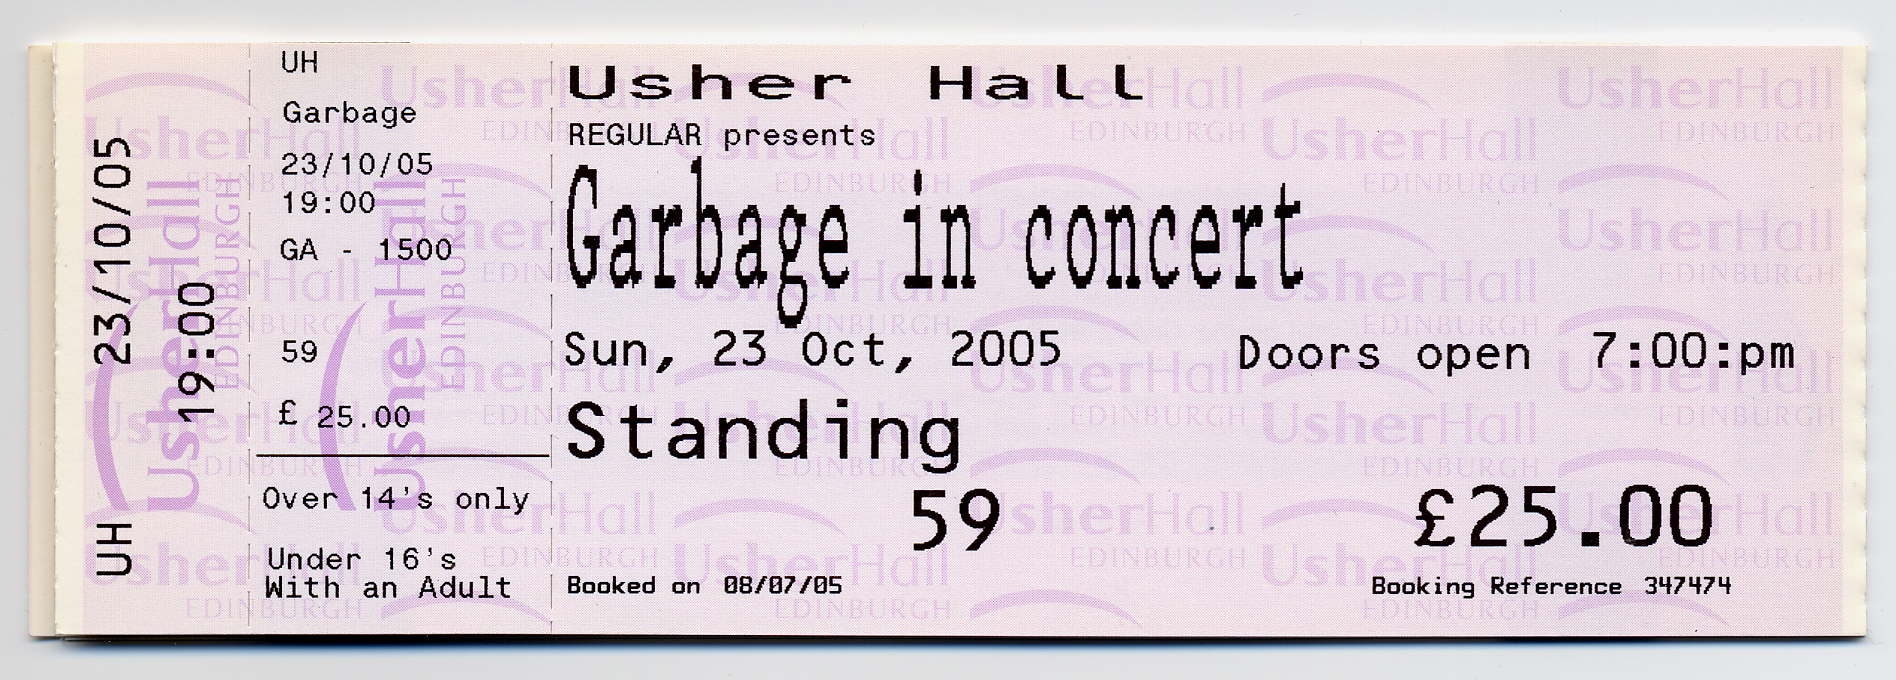 23/10/05
UH 19:00
UH
Garbage
23/10/05
19:00
GA - 1500
59
£ 25.00
Over 14's only
Under 16's
With an Adult
Usher Hall
REGULAR presents
Garbage in concert
Sun, 23 Oct, 2005 Doors open 7:00:pm
Standing
59 £25.00
Booked on 08/07/05 Booking Reference 347474
UsherHall
EDINBURGH